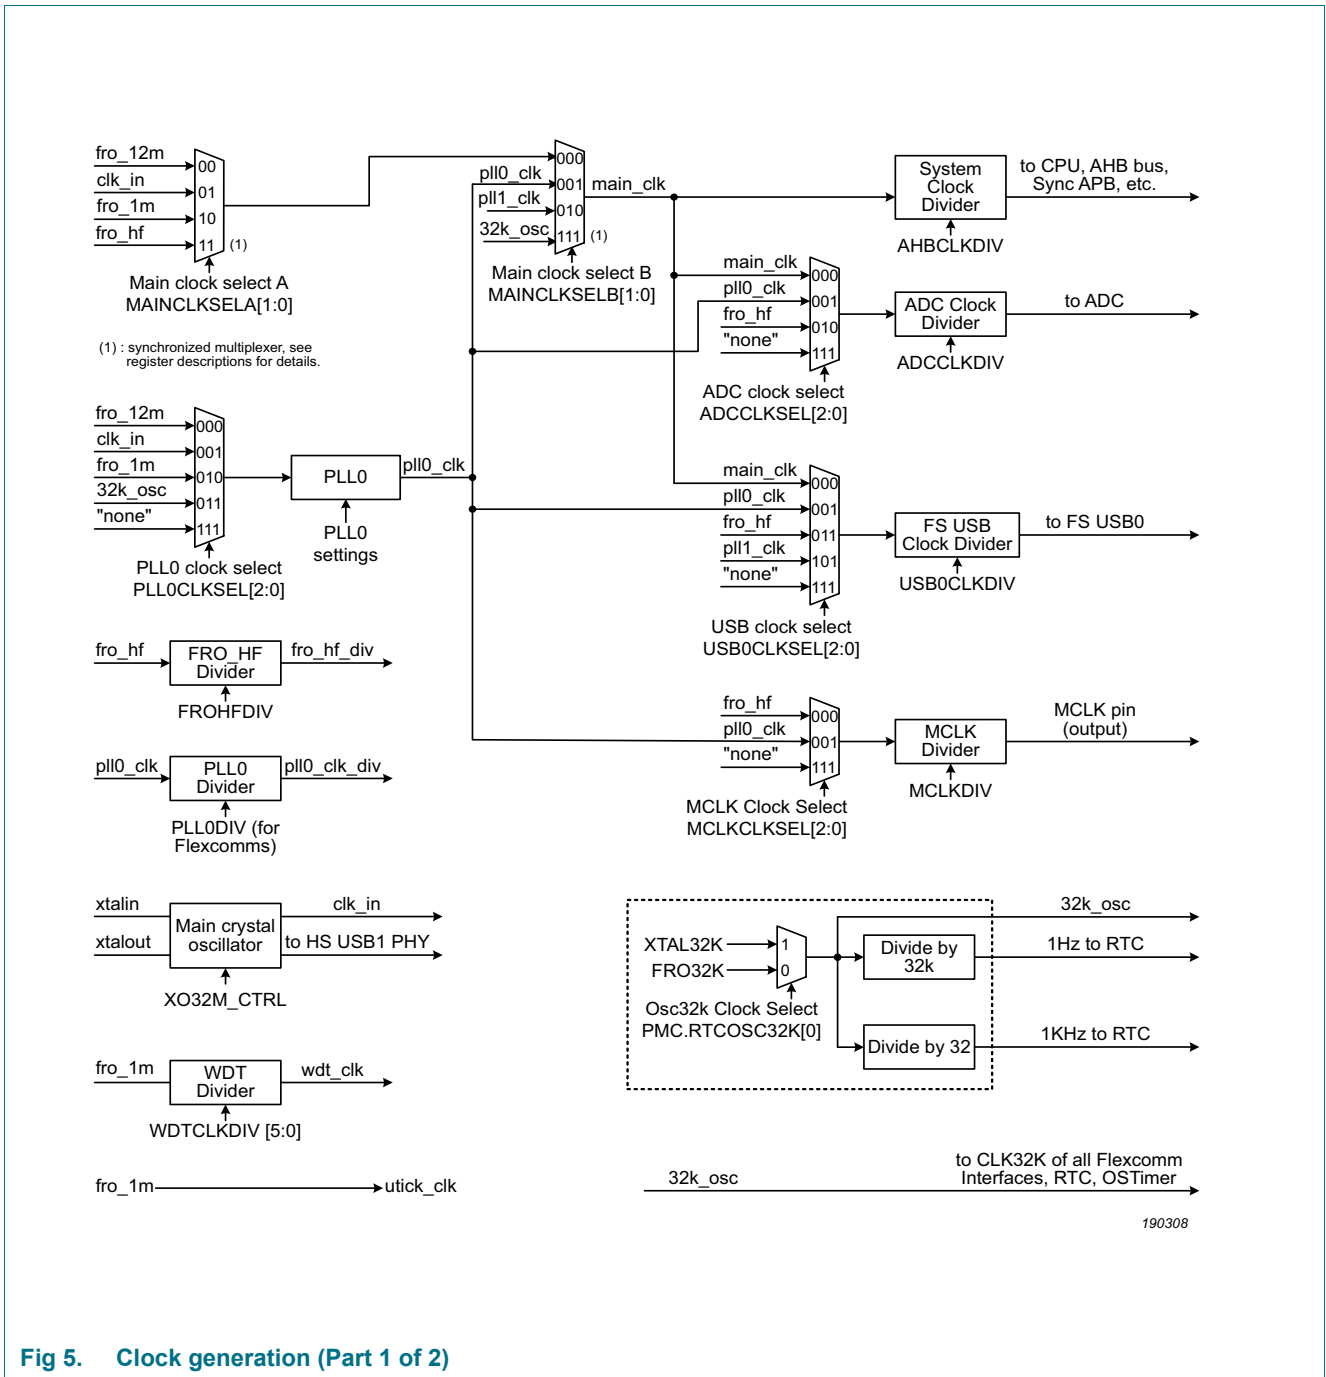 fro_12m
clk_in
fro_1m
fro_hf
00
01
10
11
(1)
Main clock select A
MAINCLKSELA[1:0]
(1) : synchronized multiplexer, see
register descriptions for details.
pll0_clk
pll1_clk
32k_osc
000
001
010
111
(1)
main_clk
Main clock select B
MAINCLKSELB[1:0]
System
Clock
Divider
AHBCLKDIV
to CPU, AHB bus,
Sync APB, etc.
main_clk
pll0_clk
fro_hf
"none"
000
001
010
111
ADC clock select
ADCCLKSEL[2:0]
ADC Clock
Divider
ADCCLKDIV
to ADC
fro_12m
clk_in
fro_1m
32k_osc
"none"
000
001
010
011
111
PLL0 clock select
PLL0CLKSEL[2:0]
PLL0
pll0_clk
PLL0
settings
main_clk
pll0_clk
fro_hf
pll1_clk
"none"
000
001
011
101
111
USB clock select
USB0CLKSEL[2:0]
FS USB
Clock Divider
USB0CLKDIV
to FS USB0
fro_hf
FRO_HF
Divider
fro_hf_div
FROHFDIV
fro_hf
pll0_clk
"none"
000
001
111
MCLK Clock Select
MCLKCLKSEL[2:0]
MCLK
Divider
MCLKDIV
MCLK pin
(output)
pll0_clk
PLL0
Divider
pll0_clk_div
PLL0DIV (for
Flexcomms)
xtalin
xtalout
Main crystal
oscillator
clk_in
to HS USB1 PHY
XO32M_CTRL
XTAL32K
FRO32K
1
0
Osc32k Clock Select
PMC.RTCOSC32K[0]
Divide by
32k
Divide by 32
32k_osc
1Hz to RTC
1KHz to RTC
fro_1m
WDT
Divider
wdt_clk
WDTCLKDIV [5:0]
fro_1m
utick_clk
32k_osc
to CLK32K of all Flexcomm
Interfaces, RTC, OSTimer
190308
Fig 5. Clock generation (Part 1 of 2)